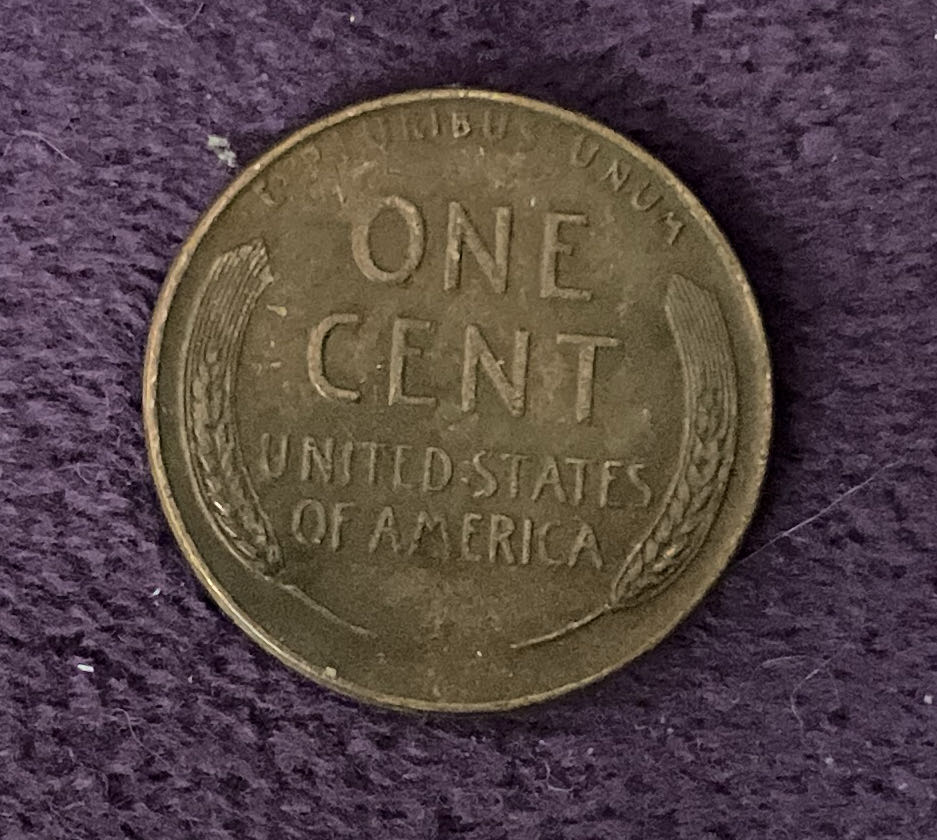 E PLURIBUS UNUM
ONE
CENT
UNITED·STATES
OF AMERICA